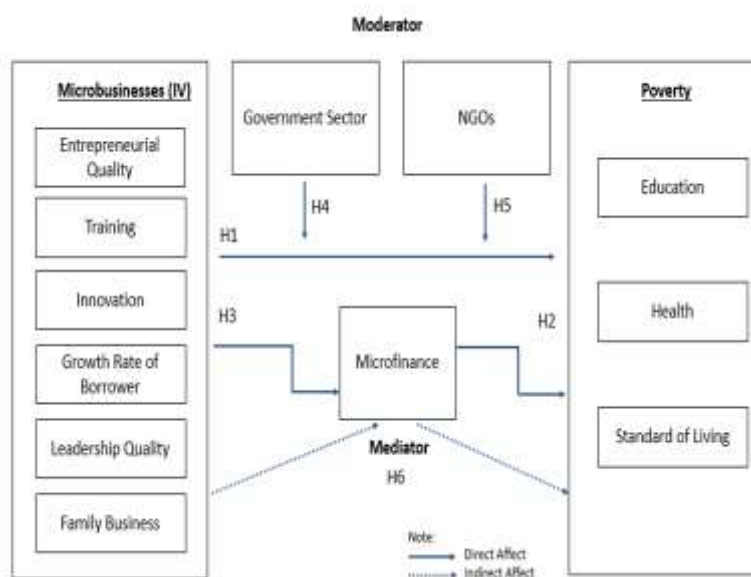 Moderator
Microbusinesses (IV)
Entrepreneurial
Quality
Training
Innovation
Growth Rate of
Borrower
Leadership Quality
Family Business
Government Sector
NGOs
H4
H5
H1
H3
Microfinance
H2
Mediator
H6
Poverty
Education
Health
Standard of Living
Note:
Direct Affect
Indirect Affect